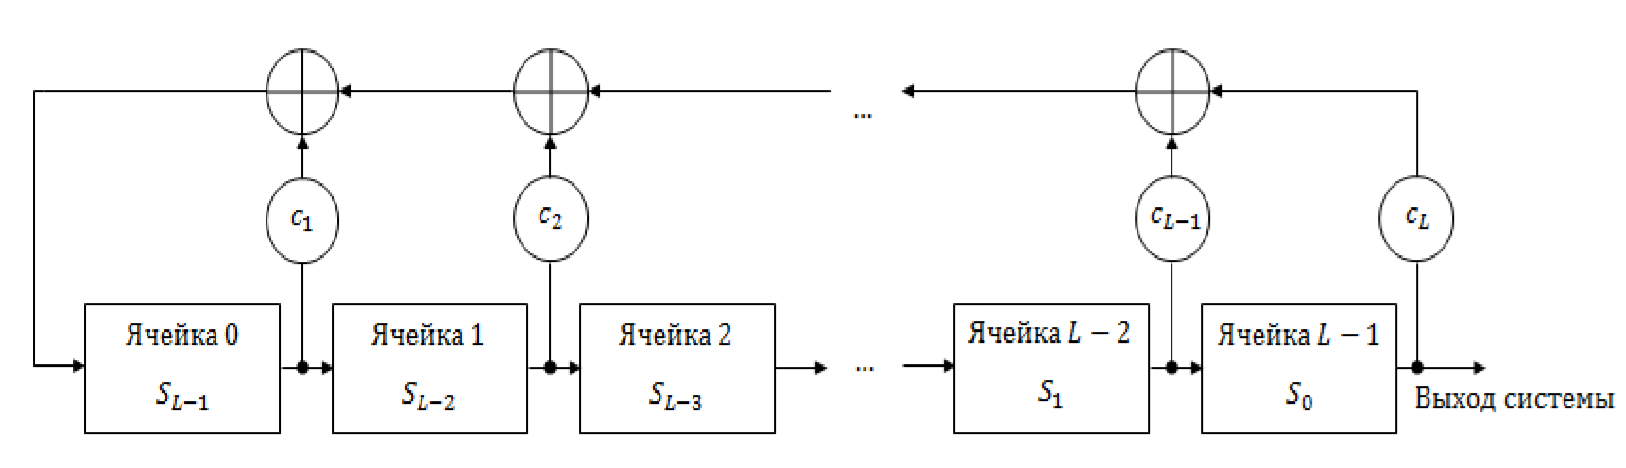 ...
c₁
c₂
c_{L−1}
c_L
Ячейка 0
S_{L−1}
Ячейка 1
S_{L−2}
Ячейка 2
S_{L−3}
...
Ячейка L − 2
S₁
Ячейка L − 1
S₀
Выход системы